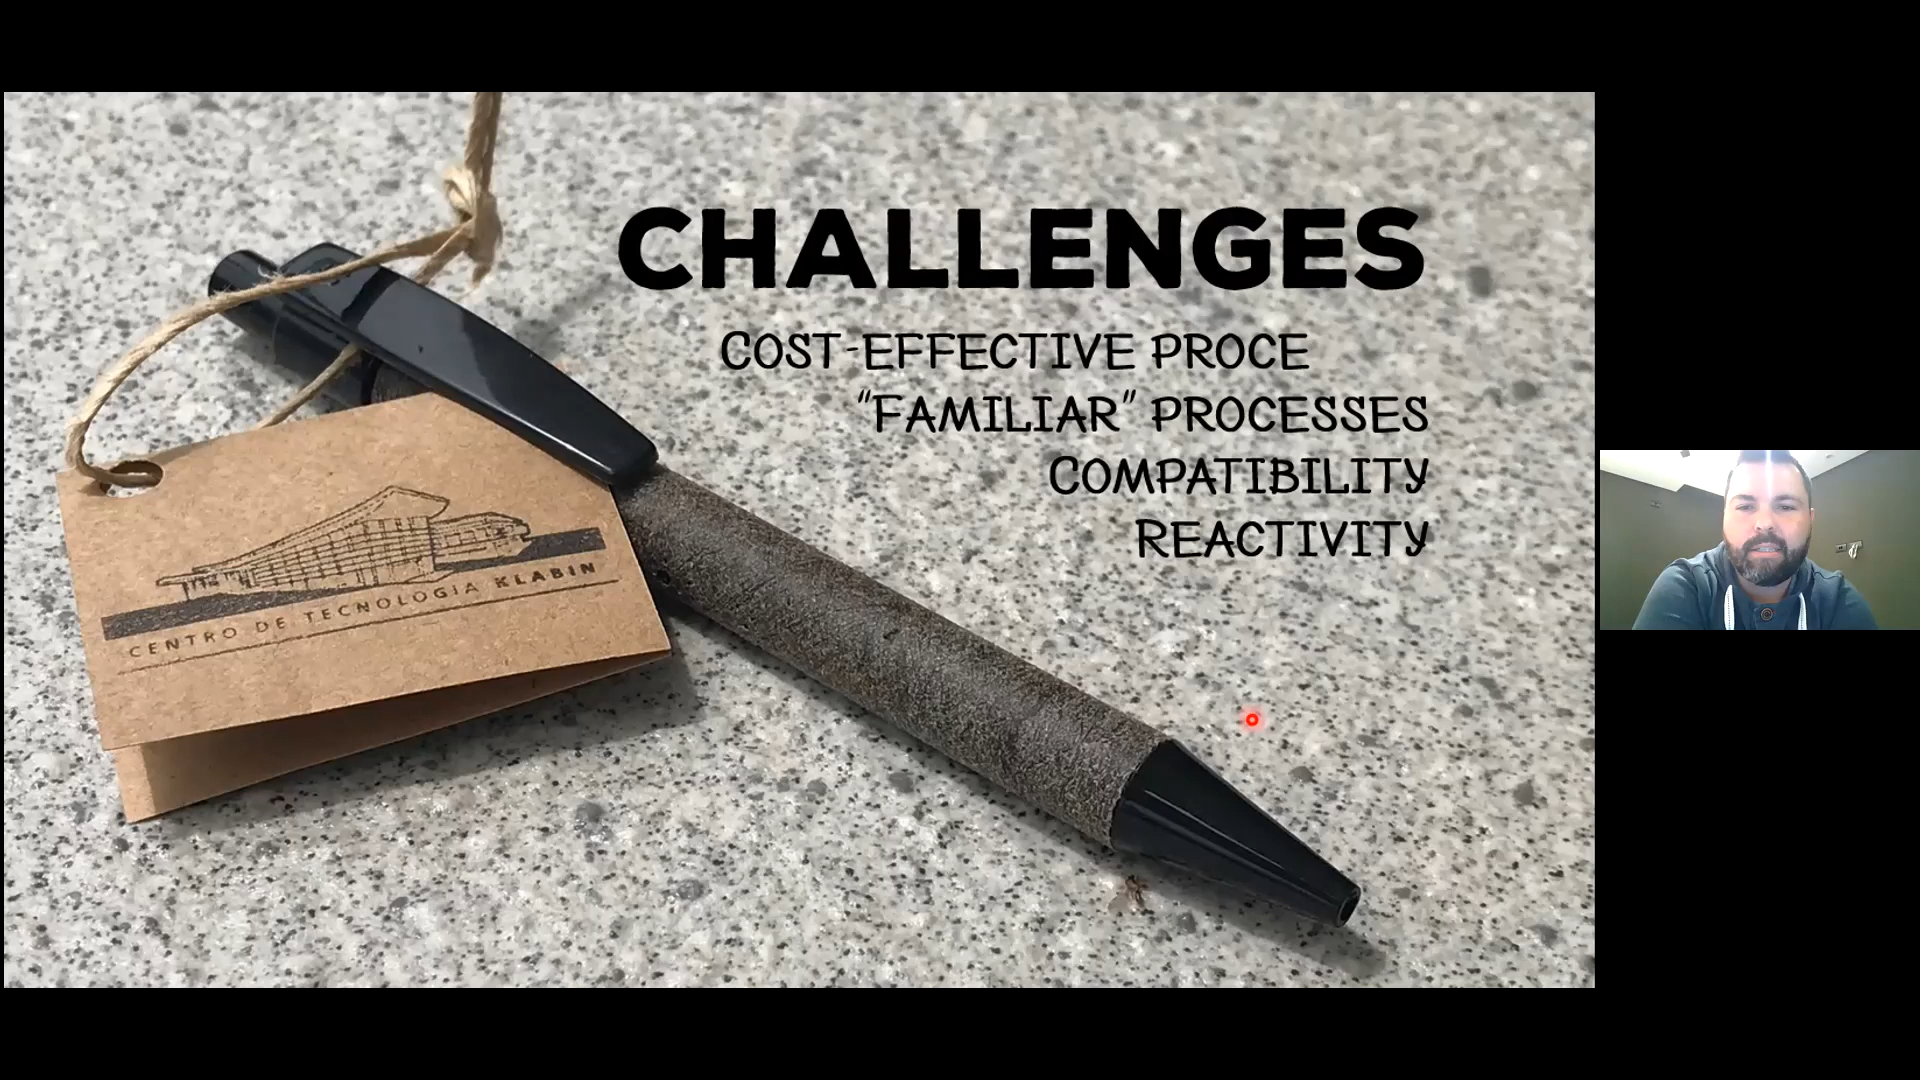 CHALLENGES
COST-EFFECTIVE PROCE
“FAMILIAR” PROCESSES
COMPATIBILITY
REACTIVITY
CENTRO DE TECNOLOGIA KLABIN